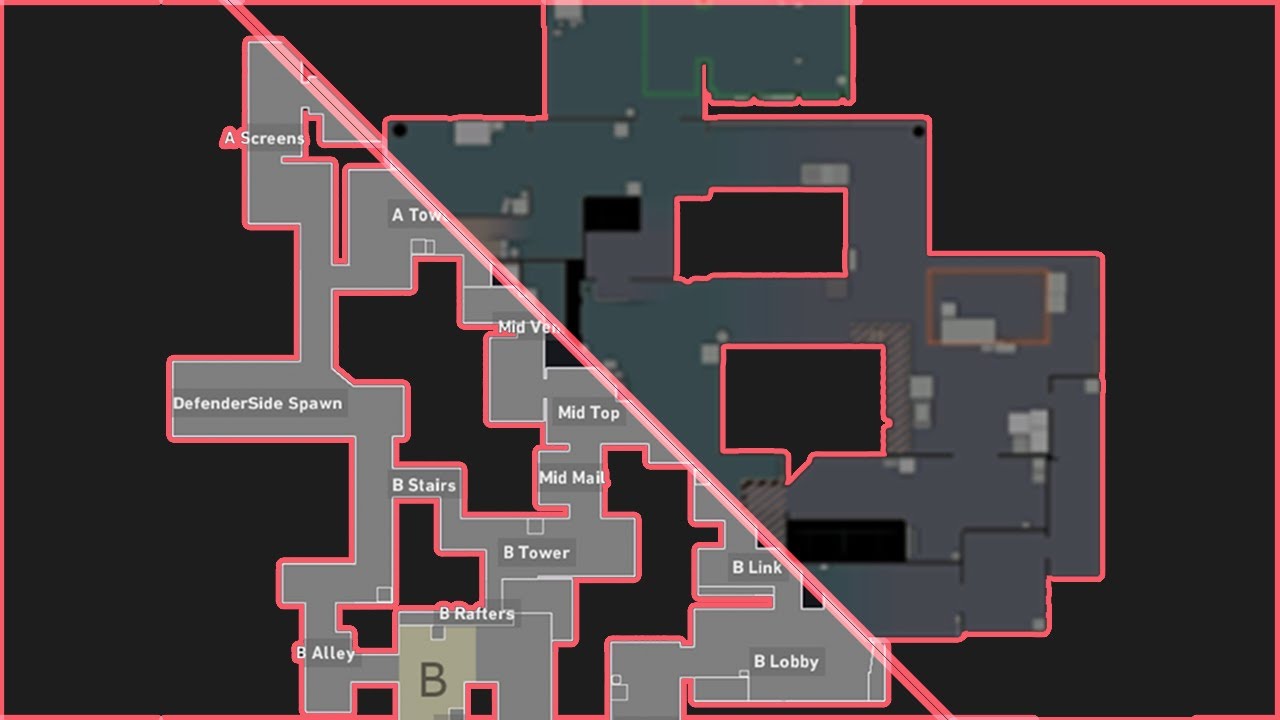 A Screens
A Tow
Mid Ven
DefenderSide Spawn
Mid Top
B Stairs
Mid Mail
B Tower
B Link
B Rafters
B Alley
B
B Lobby